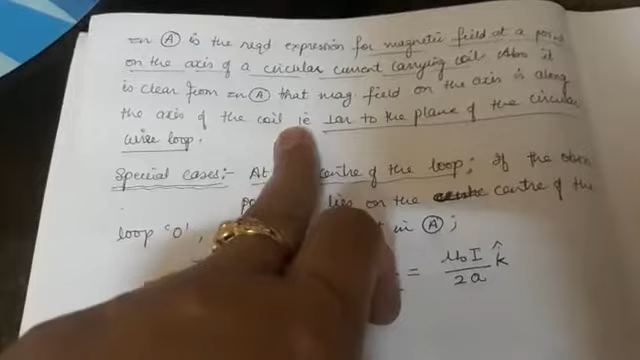 eqn Ⓐ is the reqd expression for magnetic field at a point
on the axis of a circular current carrying coil. Also it
is clear from eqn Ⓐ that mag. field on the axis is along
the axis of the coil ie ⊥ar to the plane of the circular
wire loop.
Special cases:- At centre of the loop; If the
lies on the centre of the
loop 'O', in Ⓐ;
= μ₀I/2a k̂